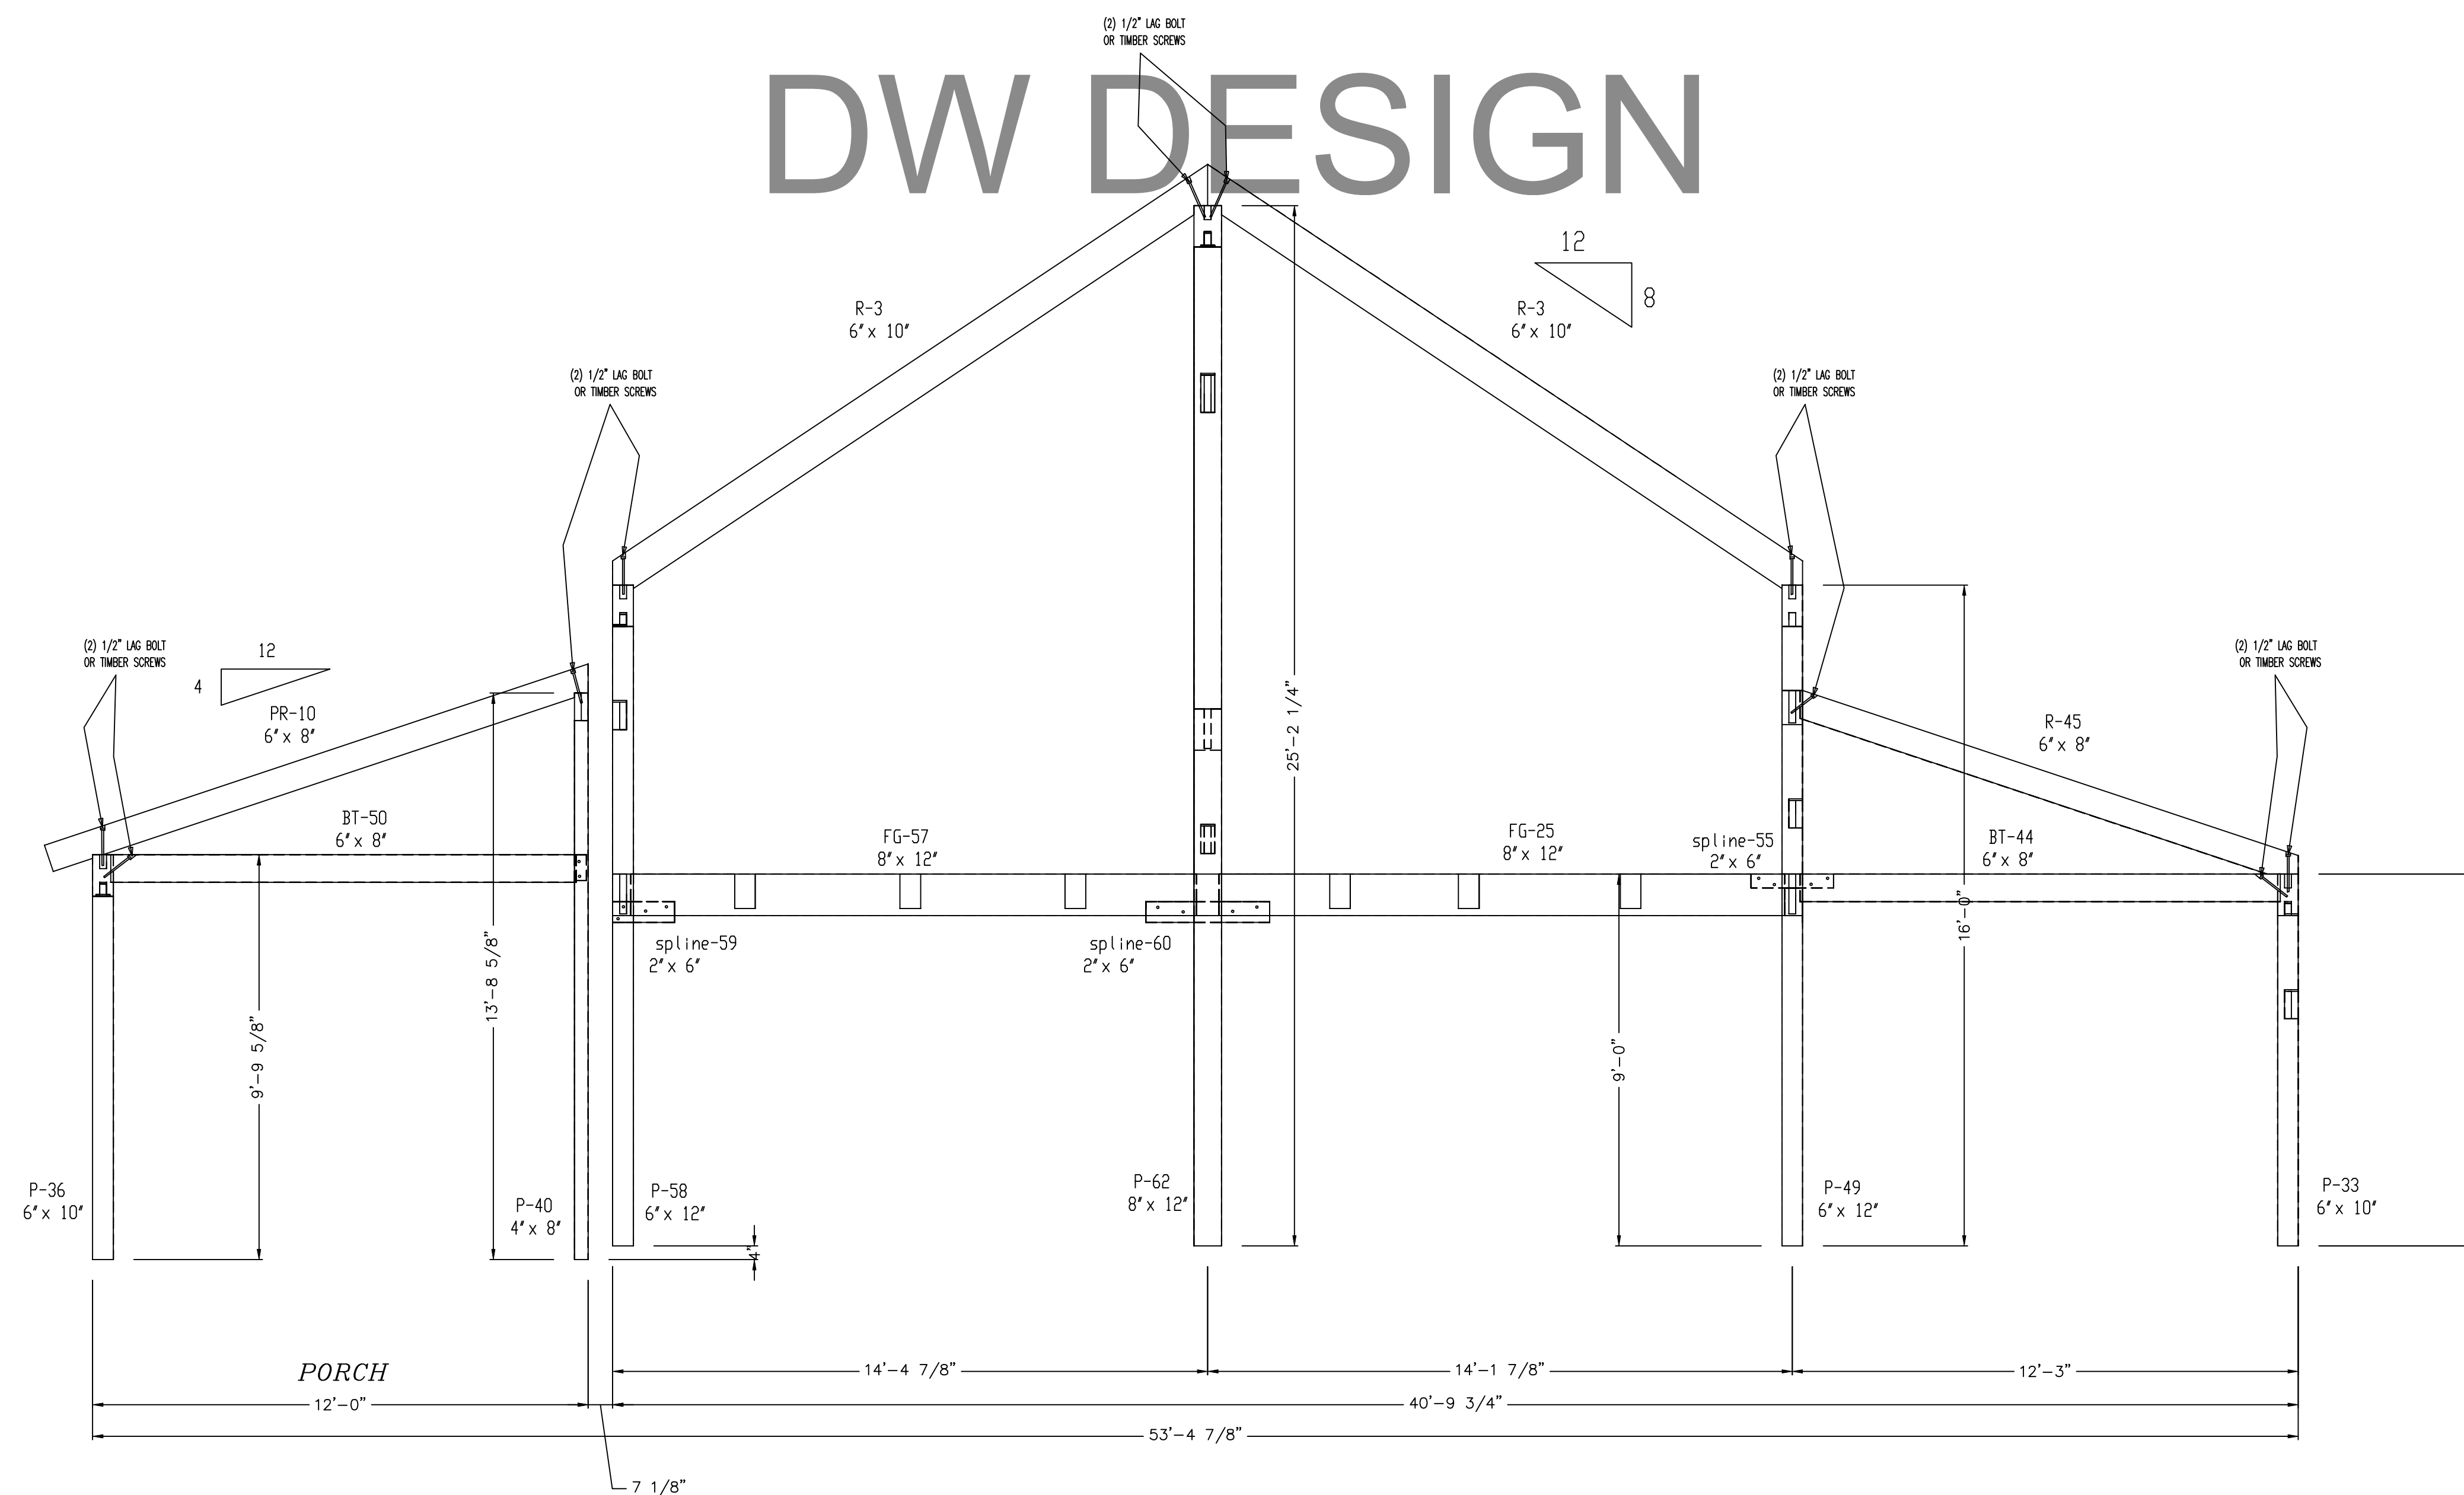 (2) 1/2" LAG BOLT
OR TIMBER SCREWS
DW DESIGN
12
8
R-3
6" x 10"
R-3
6" x 10"
(2) 1/2" LAG BOLT
OR TIMBER SCREWS
(2) 1/2" LAG BOLT
OR TIMBER SCREWS
(2) 1/2" LAG BOLT
OR TIMBER SCREWS
12
4
(2) 1/2" LAG BOLT
OR TIMBER SCREWS
PR-10
6" x 8"
25'-2 1/4"
R-45
6" x 8"
BT-50
6" x 8"
FG-57
8" x 12"
FG-25
8" x 12"
spline-55
2" x 6"
BT-44
6" x 8"
spline-59
2" x 6"
spline-60
2" x 6"
13'-8 5/8"
16'-0"
9'-9 5/8"
9'-0"
P-36
6" x 10"
P-40
4" x 8"
P-58
6" x 12"
P-62
8" x 12"
P-49
6" x 12"
P-33
6" x 10"
4"
PORCH
14'-4 7/8"
14'-1 7/8"
12'-3"
12'-0"
40'-9 3/4"
53'-4 7/8"
7 1/8"